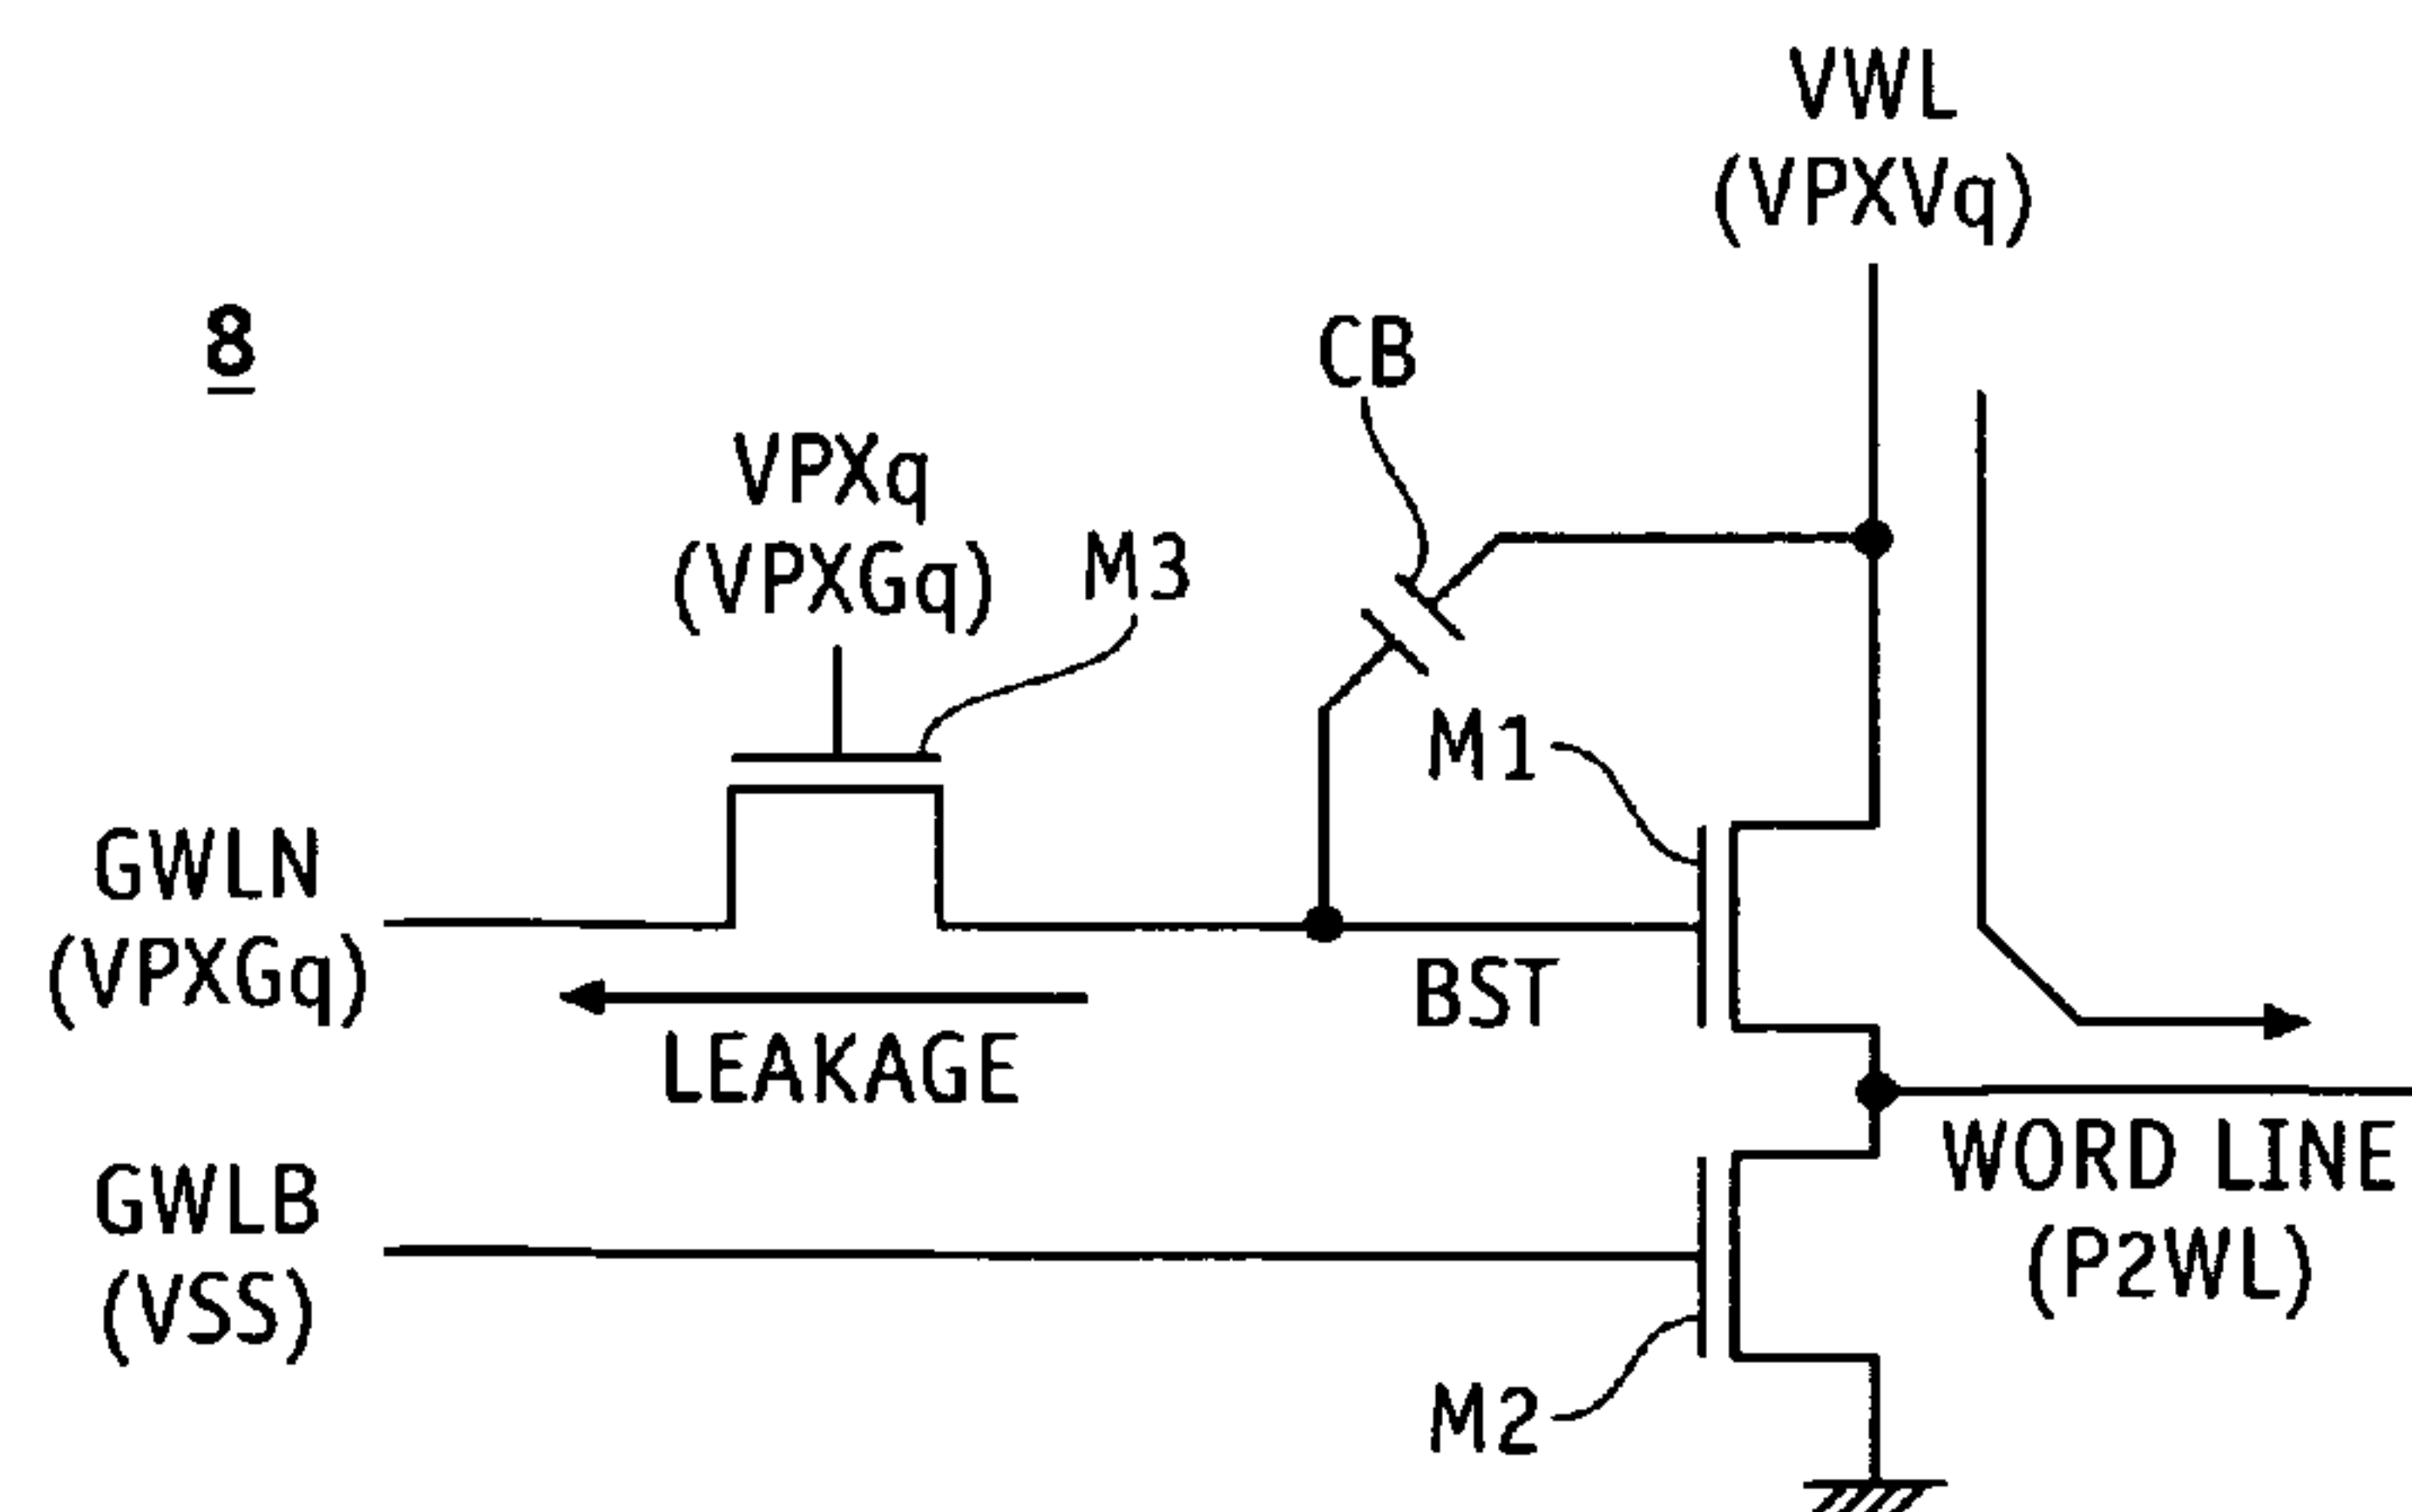 VWL
(VPXVq)
8
CB
VPXq
(VPXGq)
M3
M1
GWLN
(VPXGq)
BST
LEAKAGE
GWLB
(VSS)
WORD LINE
(P2WL)
M2